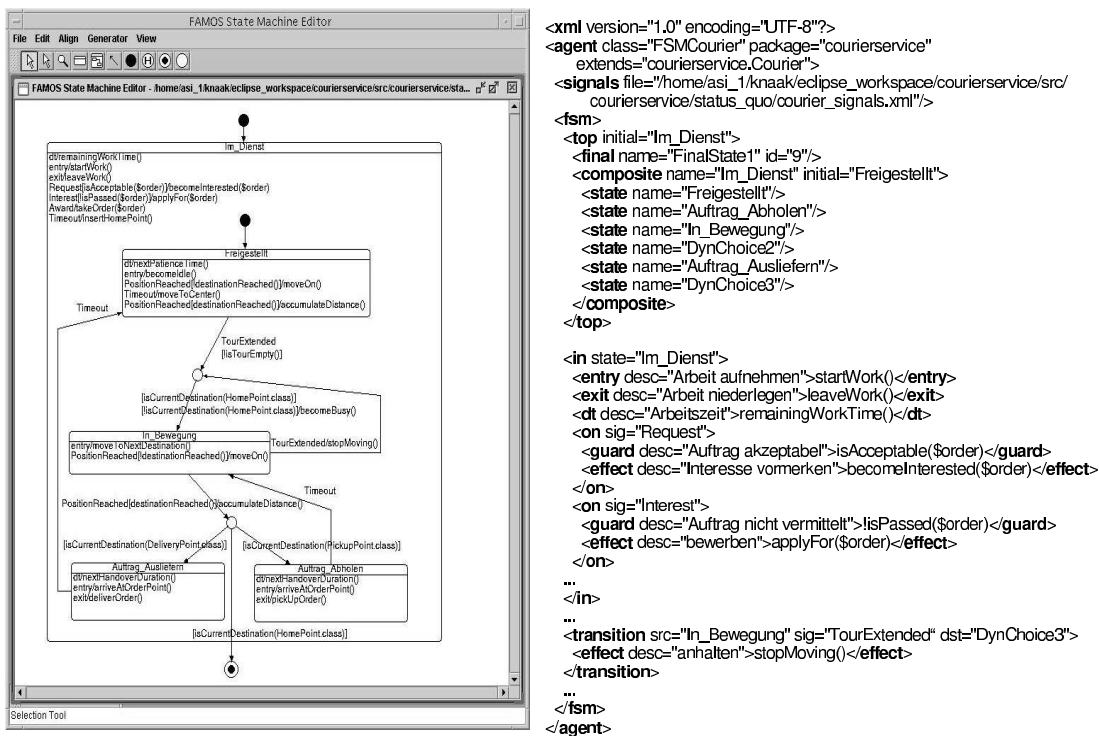 FAMOS State Machine Editor
File Edit Align Generator View
FAMOS State Machine Editor - /home/asi_1/knaak/eclipse_workspace/courierservice/src/courierservice/sta...
Im_Dienst
dt/remainingWorkTime()
entry/startWork()
exit/leaveWork()
Request[isAcceptable($order)]/becomeInterested($order)
Interest[!isPassed($order)]/applyFor($order)
Award/takeOrder($order)
Timeout/insertHomePoint()
Freigestellt
dt/nextPatienceTime()
entry/becomeIdle()
PositionReached[!destinationReached()]/moveOn()
Timeout/moveToCenter()
PositionReached[destinationReached()]/accumulateDistance()
Timeout
TourExtended
[!isTourEmpty()]
[isCurrentDestination(HomePoint.class)]
[!isCurrentDestination(HomePoint.class)]/becomeBusy()
In_Bewegung
entry/moveToNextDestination()
PositionReached[!destinationReached()]/moveOn()
TourExtended/stopMoving()
Timeout
PositionReached[destinationReached()]/accumulateDistance()
[isCurrentDestination(DeliveryPoint.class)]
[isCurrentDestination(PickupPoint.class)]
Auftrag_Ausliefern
dt/nextHandoverDuration()
entry/arriveAtOrderPoint()
exit/deliverOrder()
Auftrag_Abholen
dt/nextHandoverDuration()
entry/arriveAtOrderPoint()
exit/pickUpOrder()
[isCurrentDestination(HomePoint.class)]
Selection Tool
<xml version="1.0" encoding="UTF-8"?>
<agent class="FSMCourier" package="courierservice"
extends="courierservice.Courier">
<signals file="/home/asi_1/knaak/eclipse_workspace/courierservice/src/
courierservice/status_quo/courier_signals.xml"/>
<fsm>
<top initial="Im_Dienst">
<final name="FinalState1" id="9"/>
<composite name="Im_Dienst" initial="Freigestellt">
<state name="Freigestellt"/>
<state name="Auftrag_Abholen"/>
<state name="In_Bewegung"/>
<state name="DynChoice2"/>
<state name="Auftrag_Ausliefern"/>
<state name="DynChoice3"/>
</composite>
</top>
<in state="Im_Dienst">
<entry desc="Arbeit aufnehmen">startWork()</entry>
<exit desc="Arbeit niederlegen">leaveWork()</exit>
<dt desc="Arbeitszeit">remainingWorkTime()</dt>
<on sig="Request">
<guard desc="Auftrag akzeptabel">isAcceptable($order)</guard>
<effect desc="Interesse vormerken">becomeInterested($order)</effect>
</on>
<on sig="Interest">
<guard desc="Auftrag nicht vermittelt">!isPassed($order)</guard>
<effect desc="bewerben">applyFor($order)</effect>
</on>
...
</in>
...
<transition src="In_Bewegung" sig="TourExtended“ dst="DynChoice3">
<effect desc="anhalten">stopMoving()</effect>
</transition>
...
</fsm>
</agent>